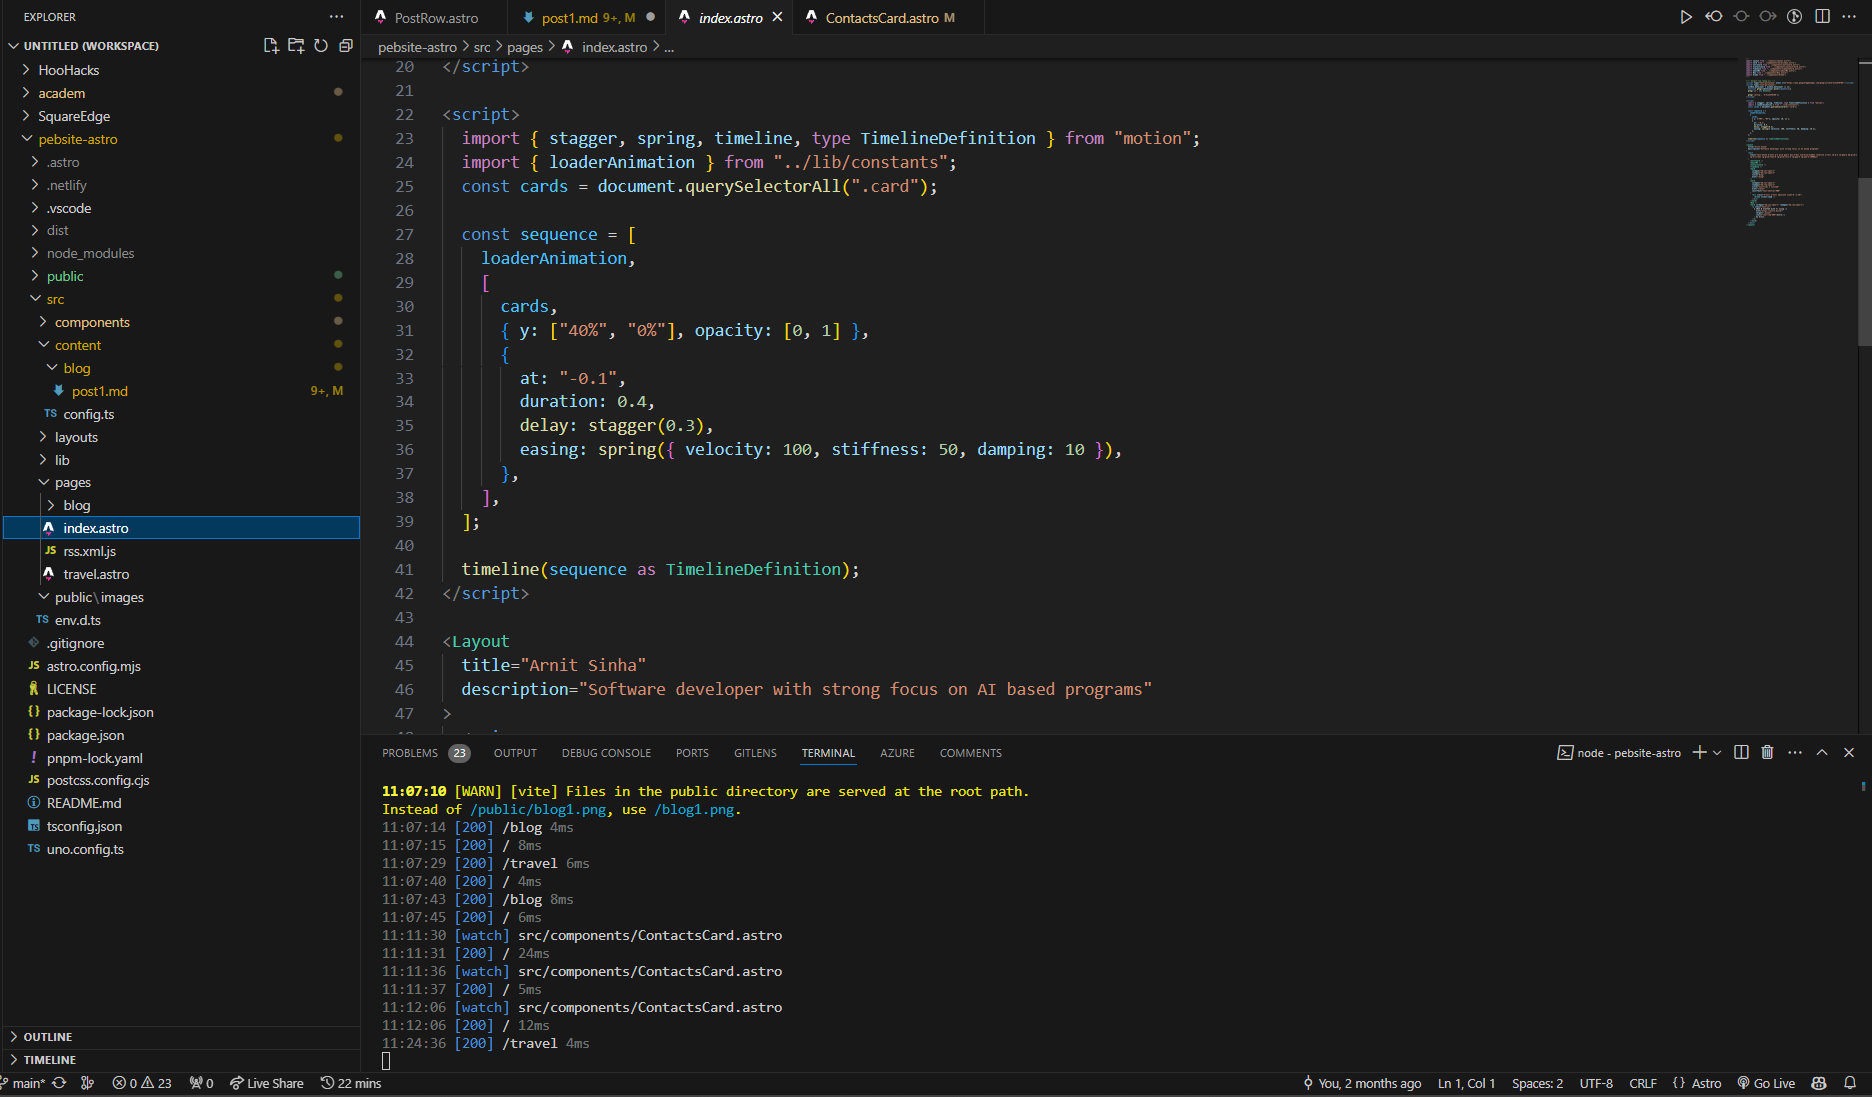 EXPLORER
UNTITLED (WORKSPACE)
HooHacks
academ
SquareEdge
pebsite-astro
.astro
.netlify
.vscode
dist
node_modules
public
src
components
content
blog
post1.md 9+, M
TS config.ts
layouts
lib
pages
blog
index.astro
JS rss.xml.js
travel.astro
public\images
TS env.d.ts
.gitignore
JS astro.config.mjs
LICENSE
{} package-lock.json
{} package.json
! pnpm-lock.yaml
JS postcss.config.cjs
README.md
TS tsconfig.json
TS uno.config.ts
OUTLINE
TIMELINE
PostRow.astro
post1.md 9+, M
index.astro
ContactsCard.astro M
pebsite-astro > src > pages > index.astro > ...
20 </script>
21
22 <script>
23 import { stagger, spring, timeline, type TimelineDefinition } from "motion";
24 import { loaderAnimation } from "../lib/constants";
25 const cards = document.querySelectorAll(".card");
26
27 const sequence = [
28 loaderAnimation,
29 [
30 cards,
31 { y: ["40%", "0%"], opacity: [0, 1] },
32 {
33 at: "-0.1",
34 duration: 0.4,
35 delay: stagger(0.3),
36 easing: spring({ velocity: 100, stiffness: 50, damping: 10 }),
37 },
38 ],
39 ];
40
41 timeline(sequence as TimelineDefinition);
42 </script>
43
44 <Layout
45 title="Arnit Sinha"
46 description="Software developer with strong focus on AI based programs"
47 >
PROBLEMS 23 OUTPUT DEBUG CONSOLE PORTS GITLENS TERMINAL AZURE COMMENTS
node - pebsite-astro
11:07:10 [WARN] [vite] Files in the public directory are served at the root path.
Instead of /public/blog1.png, use /blog1.png.
11:07:14 [200] /blog 4ms
11:07:15 [200] / 8ms
11:07:29 [200] /travel 6ms
11:07:40 [200] / 4ms
11:07:43 [200] /blog 8ms
11:07:45 [200] / 6ms
11:11:30 [watch] src/components/ContactsCard.astro
11:11:31 [200] / 24ms
11:11:36 [watch] src/components/ContactsCard.astro
11:11:37 [200] / 5ms
11:12:06 [watch] src/components/ContactsCard.astro
11:12:06 [200] / 12ms
11:24:36 [200] /travel 4ms
main* 0 23 0 Live Share 22 mins You, 2 months ago Ln 1, Col 1 Spaces: 2 UTF-8 CRLF {} Astro Go Live